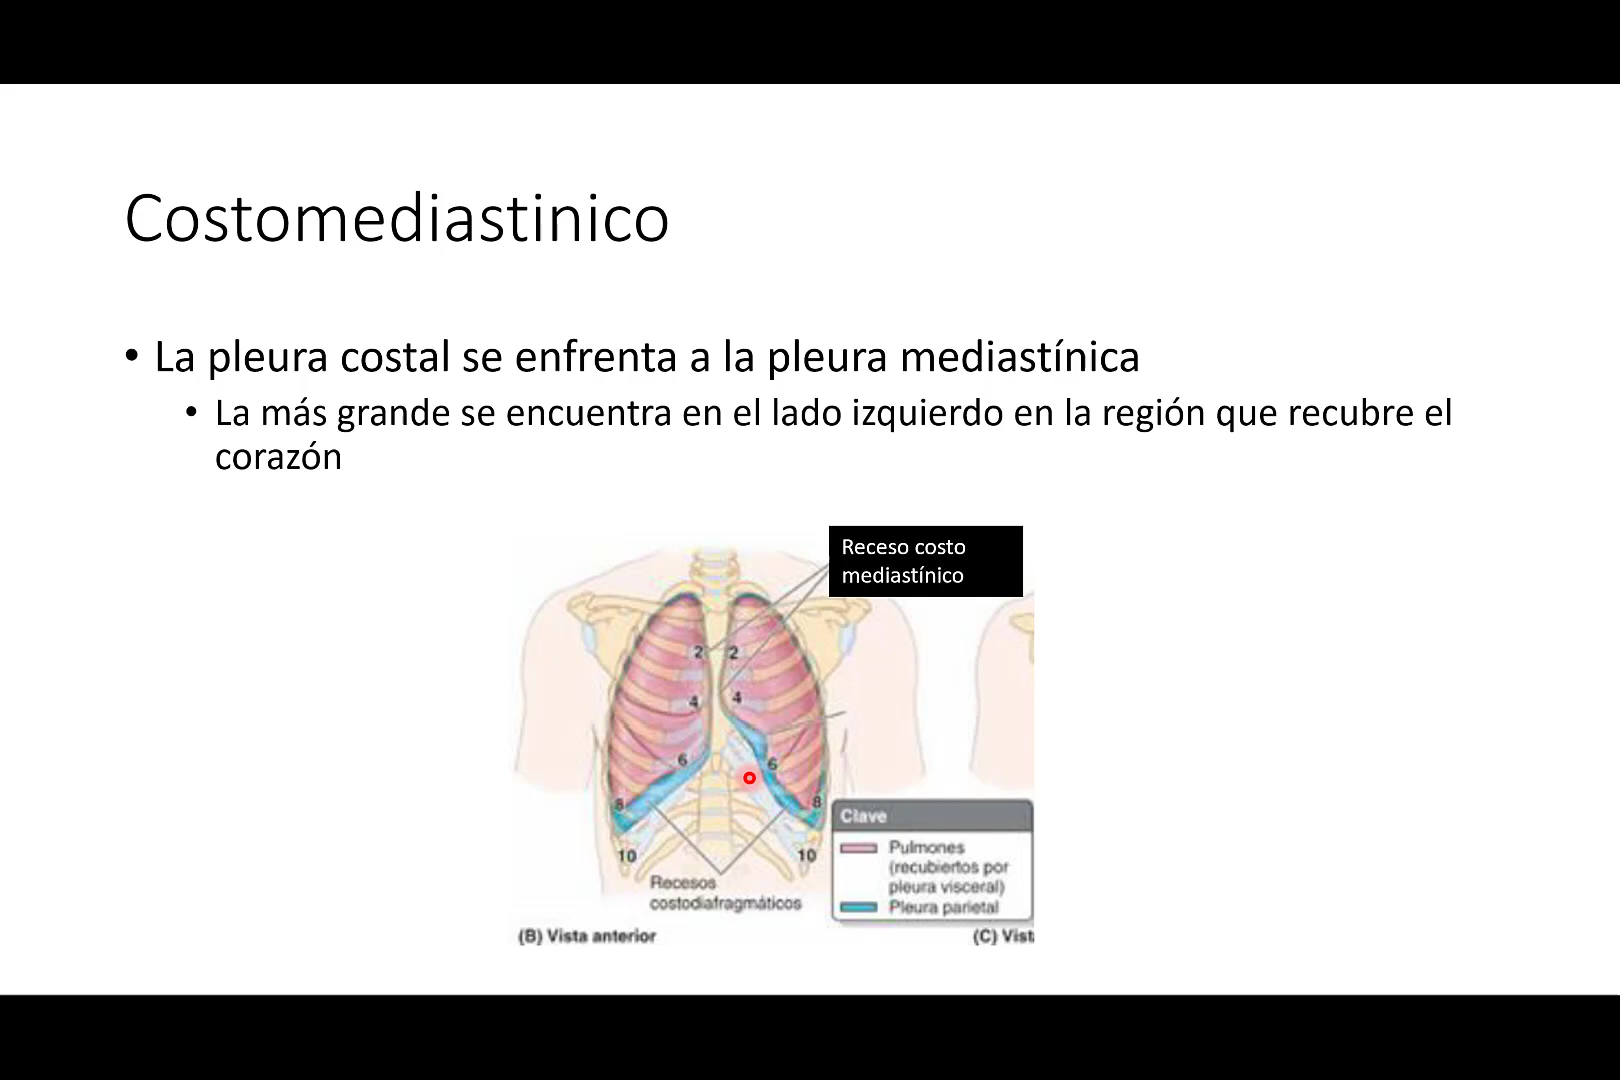 Costomediastinico
• La pleura costal se enfrenta a la pleura mediastínica
• La más grande se encuentra en el lado izquierdo en la región que recubre el
corazón
Receso costo
mediastínico
2 2
4 4
6 6
8 8
10 10
Recesos
costodiafragmáticos
Clave
Pulmones
(recubiertos por
pleura visceral)
Pleura parietal
(B) Vista anterior
(C) Vist